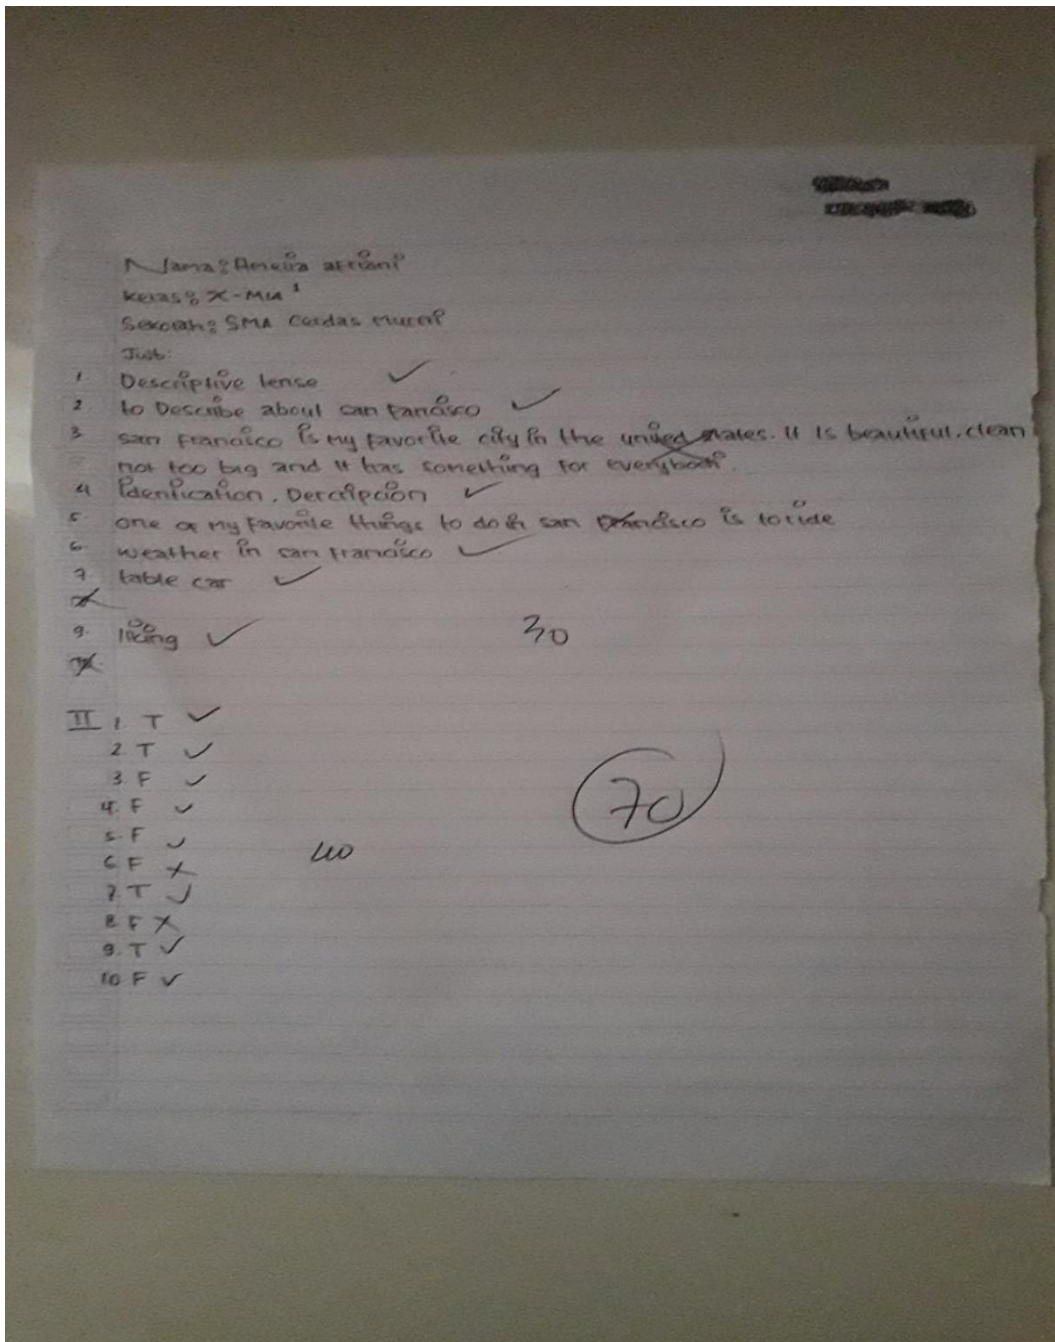 Nama: Amelia afriani
Kelas: X-MIA 1
Sekolah: SMA Cerdas Murni
Jwb:
1. Descriptive tense
2. to Describe about san Fancisco
3. san Francisco is my favorite city in the united states. It is beautiful, clean
not too big and it has something for everybody.
4. Idenfication, Dercripcion
5. one of my favorite things to do in san Francisco is to ride
6. weather in san francisco
7. table car
9. liking
30
II 1. T
2. T
3. F
4. F
5. F
6. F
7. T
8. F
9. T
10. F
40
70